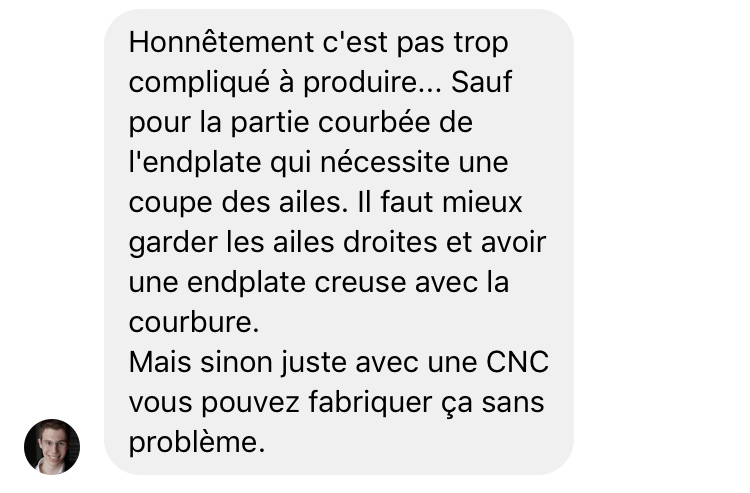 Honnêtement c'est pas trop
compliqué à produire... Sauf
pour la partie courbée de
l'endplate qui nécessite une
coupe des ailes. Il faut mieux
garder les ailes droites et avoir
une endplate creuse avec la
courbure.
Mais sinon juste avec une CNC
vous pouvez fabriquer ça sans
problème.